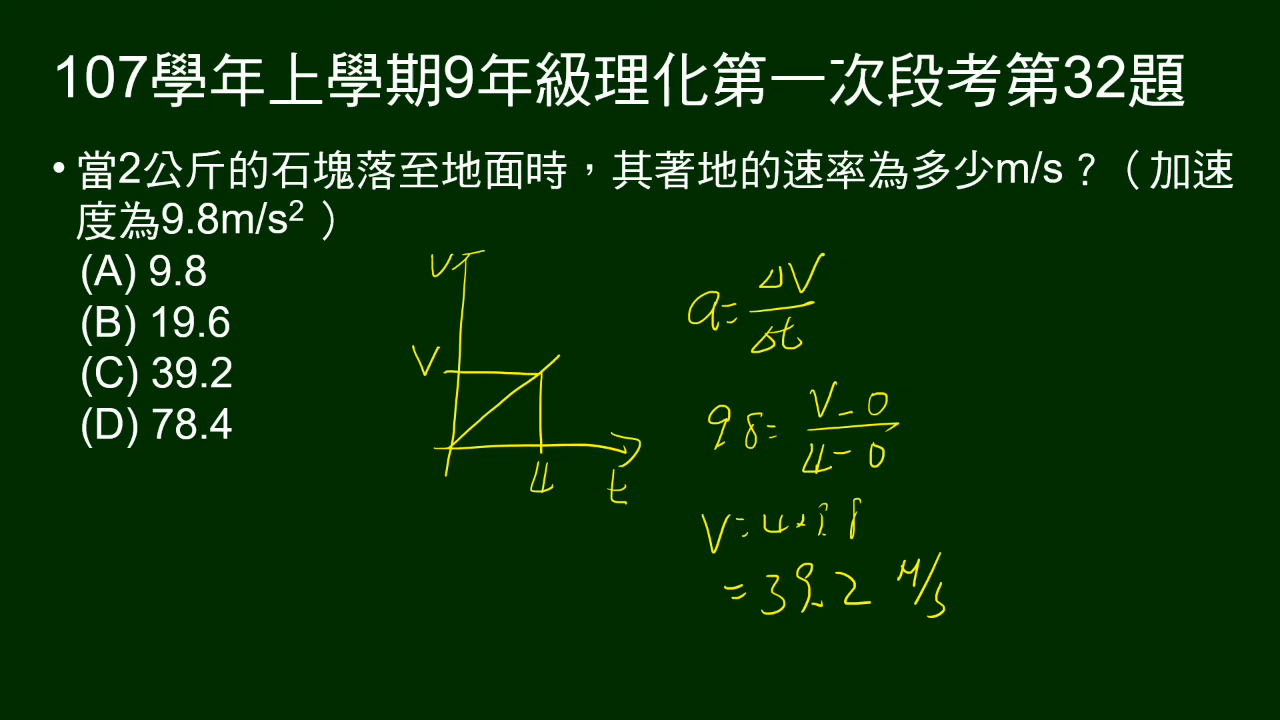 107學年上學期9年級理化第一次段考第32題
• 當2公斤的石塊落至地面時，其著地的速率為多少m/s？（ 加速
度為9.8m/s² ）
(A) 9.8
(B) 19.6
(C) 39.2
(D) 78.4
V
V
4
t
a= ΔV/Δt
9.8= V-0/4-0
V=4×9.8
=39.2 M/s